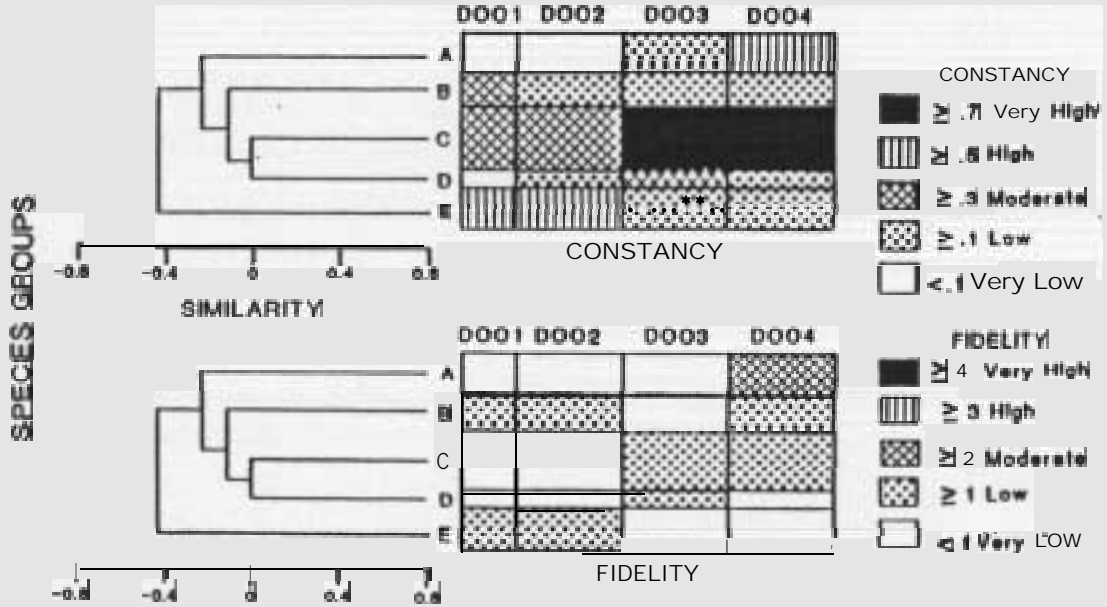 DOO1 DOO2 DOO3 DOO4
A
B
C
D
E
**
CONSTANCY
CONSTANCY
≥ .7 Very High
≥ .5 High
≥ .3 Moderate
≥ .1 Low
< .1 Very Low
SPECIES GROUPS
-0.8 -0.4 0 0.4 0.8
SIMILARITY
DOO1 DOO2 DOO3 DOO4
A
B
C
D
E
FIDELITY
FIDELITY
≥ 4 Very High
≥ 3 High
≥ 2 Moderate
≥ 1 Low
< 1 Very LOW
-0.8 -0.4 0 0.4 0.8